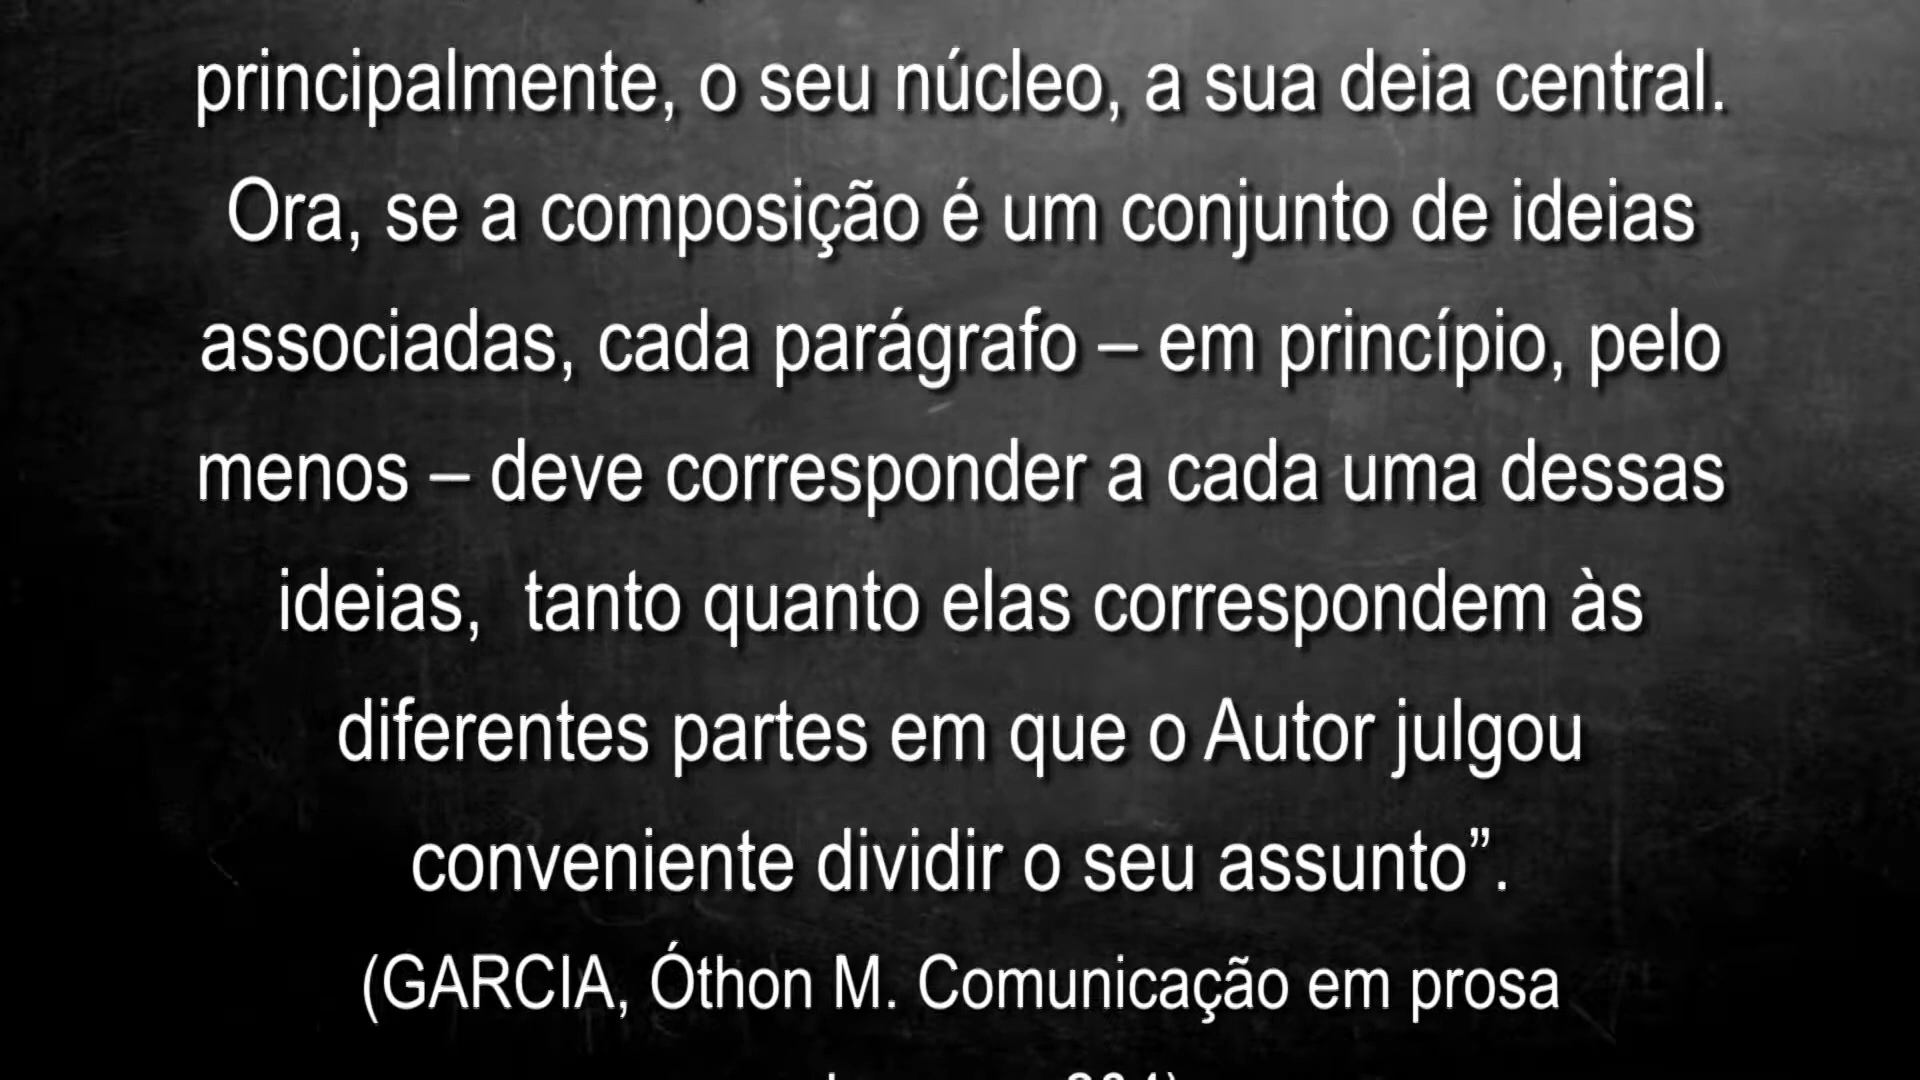 principalmente, o seu núcleo, a sua deia central.
Ora, se a composição é um conjunto de ideias
associadas, cada parágrafo – em princípio, pelo
menos – deve corresponder a cada uma dessas
ideias,  tanto quanto elas correspondem às
diferentes partes em que o Autor julgou
conveniente dividir o seu assunto”.
(GARCIA, Óthon M. Comunicação em prosa